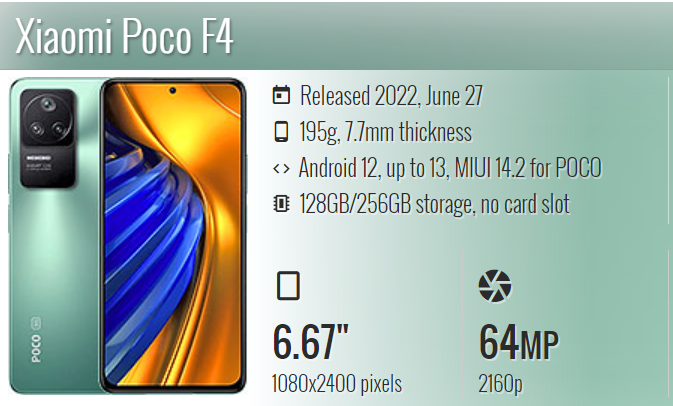 Xiaomi Poco F4
Released 2022, June 27
195g, 7.7mm thickness
Android 12, up to 13, MIUI 14.2 for POCO
128GB/256GB storage, no card slot
6.67"
1080x2400 pixels
64MP
2160p
POCO 5G